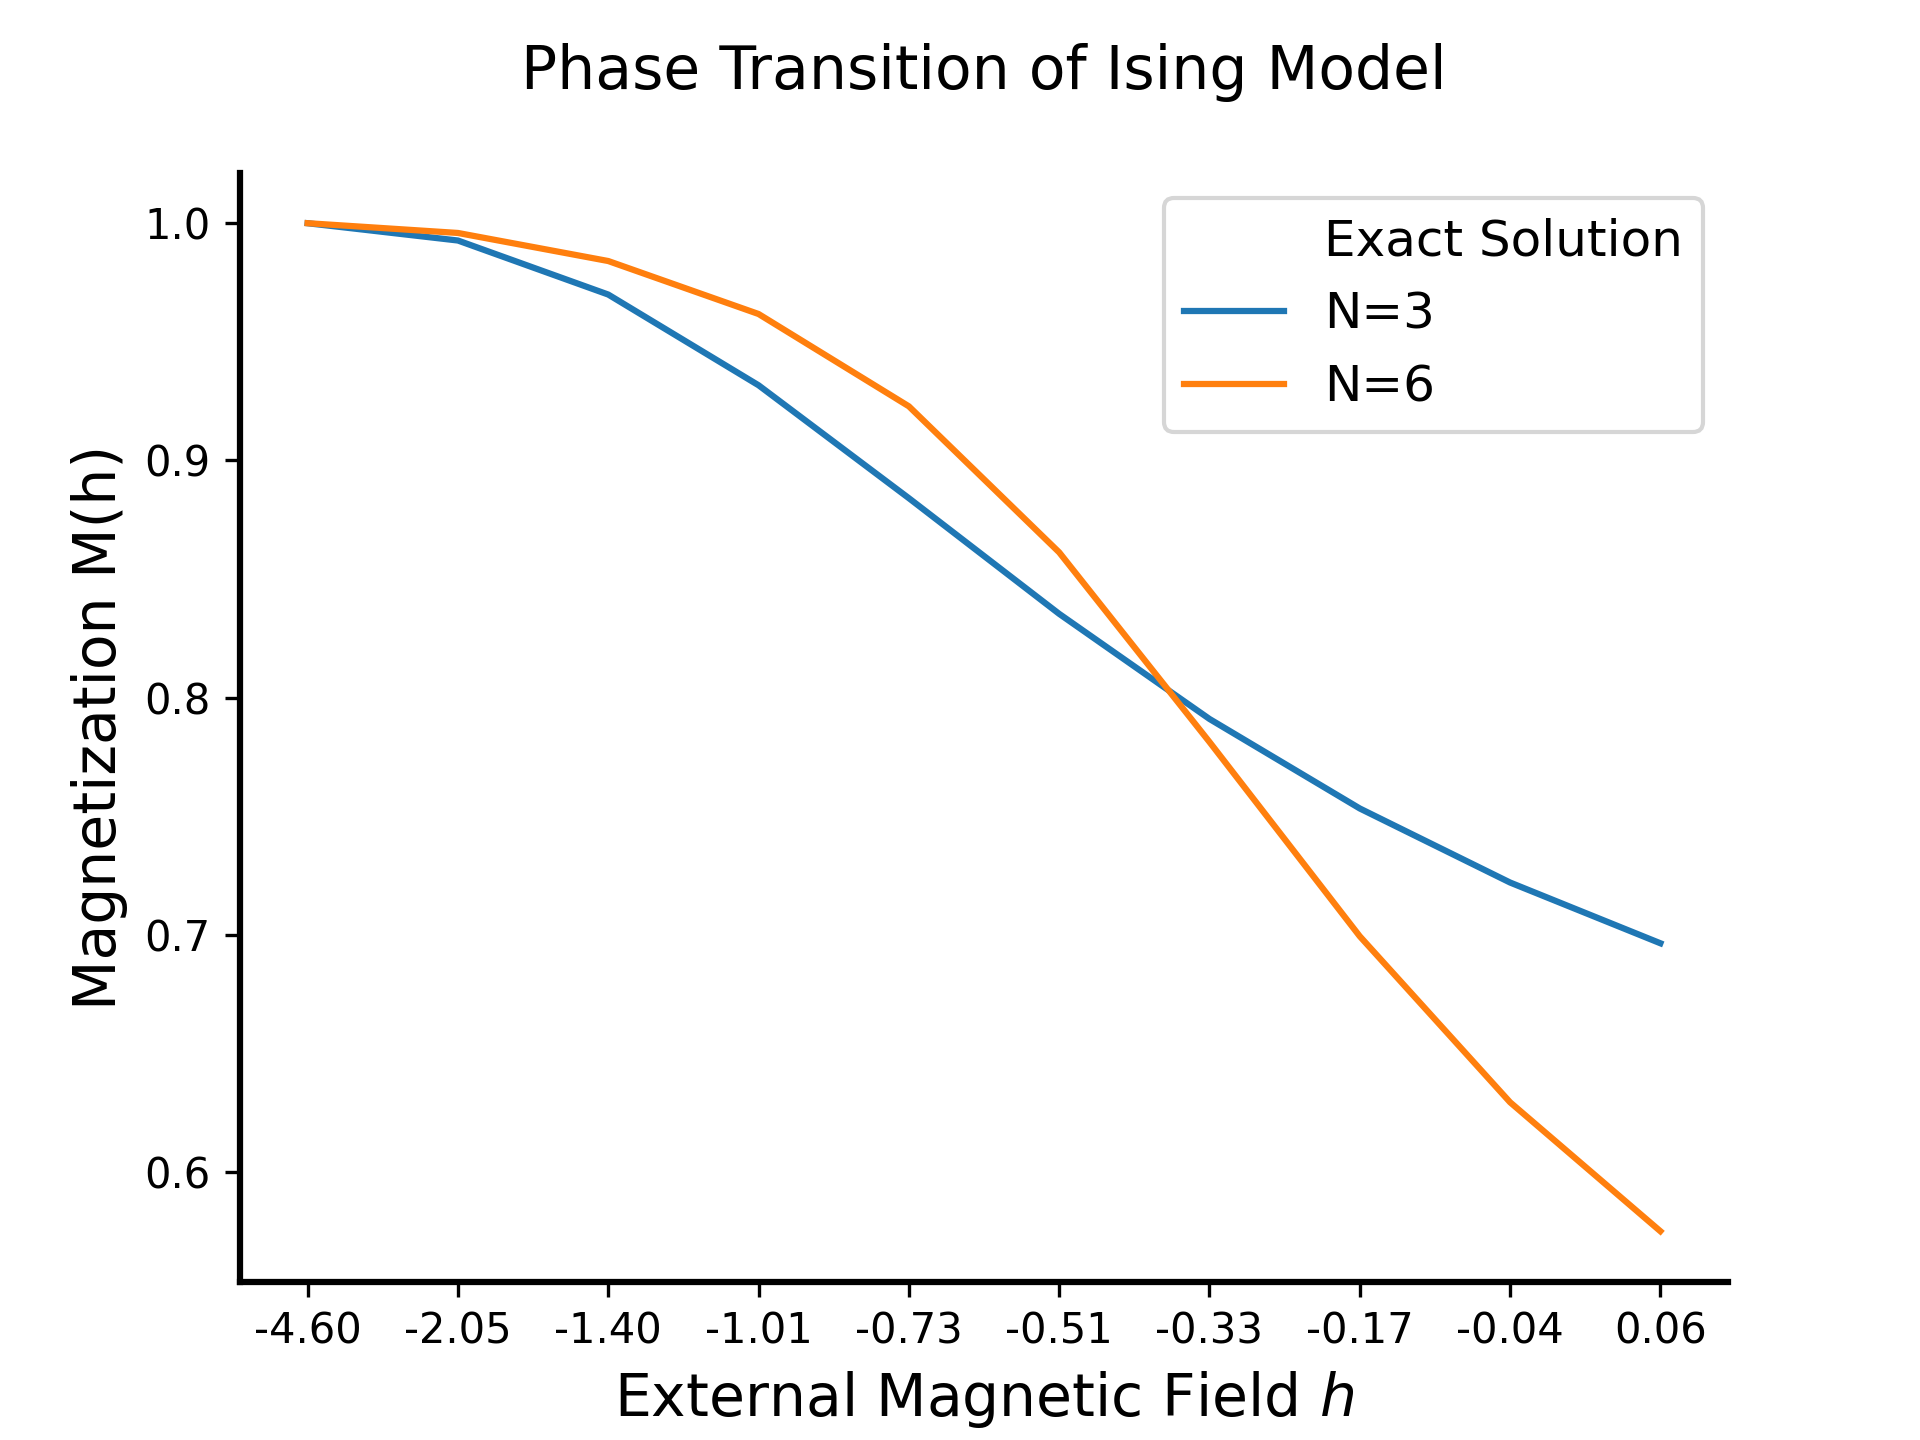 Phase Transition of Ising Model
Exact Solution
N=3
N=6
Magnetization M(h)
1.0
0.9
0.8
0.7
0.6
-4.60 -2.05 -1.40 -1.01 -0.73 -0.51 -0.33 -0.17 -0.04 0.06
External Magnetic Field h